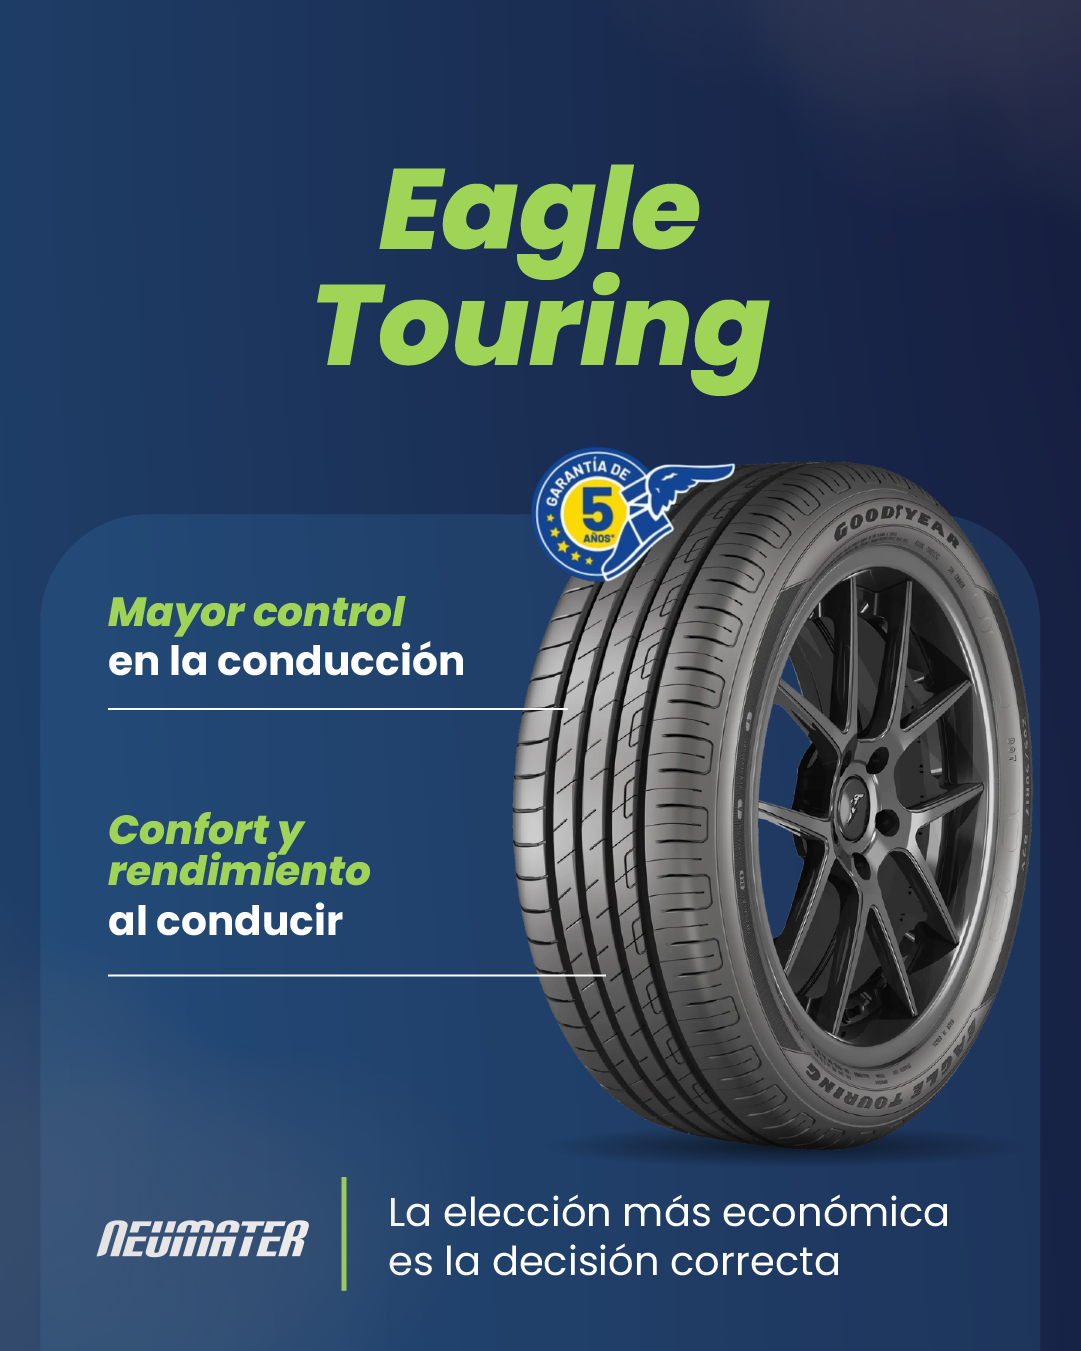 Eagle
Touring
GARANTÍA DE
5
AÑOS*
GOODYEAR
Mayor control
en la conducción
Confort y
rendimiento
al conducir
EAGLE TOURING
NEUMATER
La elección más económica
es la decisión correcta